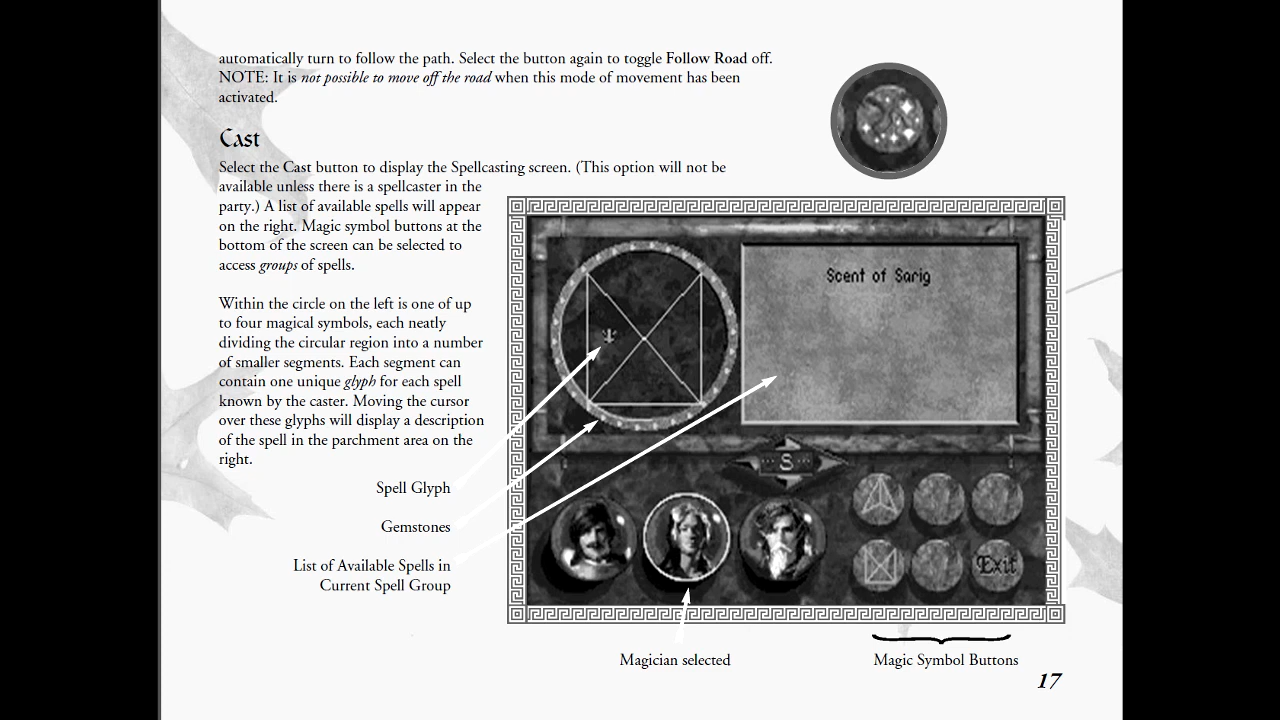 automatically turn to follow the path. Select the button again to toggle Follow Road off.
NOTE: It is not possible to move off the road when this mode of movement has been
activated.
Cast
Select the Cast button to display the Spellcasting screen. (This option will not be
available unless there is a spellcaster in the
party.) A list of available spells will appear
on the right. Magic symbol buttons at the
bottom of the screen can be selected to
access groups of spells.
Within the circle on the left is one of up
to four magical symbols, each neatly
dividing the circular region into a number
of smaller segments. Each segment can
contain one unique glyph for each spell
known by the caster. Moving the cursor
over these glyphs will display a description
of the spell in the parchment area on the
right.
Spell Glyph
Gemstones
List of Available Spells in
Current Spell Group
Scent of Sarig
S
Exit
Magician selected
Magic Symbol Buttons
17